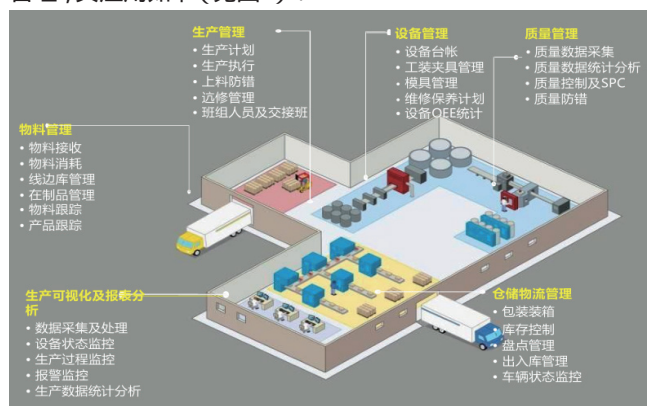 生产管理
• 生产计划
• 生产执行
• 上料防错
• 返修管理
• 班组人员及交接班
设备管理
• 设备台帐
• 工装夹具管理
• 模具管理
• 维修保养计划
• 设备OEE统计
质量管理
• 质量数据采集
• 质量数据统计分析
• 质量控制及SPC
• 质量防错
物料管理
• 物料接收
• 物料消耗
• 线边库管理
• 在制品管理
• 物料跟踪
• 产品跟踪
生产可视化及报表分
析
• 数据采集及处理
• 设备状态监控
• 生产过程监控
• 报警监控
• 生产数据统计分析
仓储物流管理
• 包装装箱
• 库存控制
• 盘点管理
• 出入库管理
• 车辆状态监控